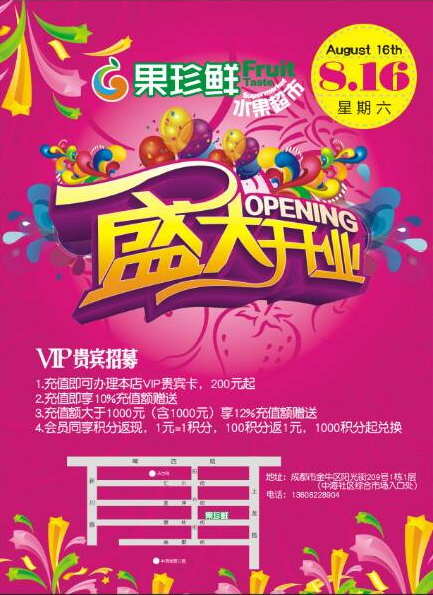 果珍鲜 Fruit
Taste
Supermarket
水果超市
August 16th
8.16
星期六
OPENING
盛大开业
VIP贵宾招募
1.充值即可办理本店VIP贵宾卡，200元起
2.充值即享10%充值额赠送
3.充值额大于1000元（含1000元）享12%充值额赠送
4.会员同享积分返现，1元=1积分，100积分返1元，1000积分起兑换
地址：成都市金牛区阳光街209号1栋1层
（中海社区综合市场入口处）
电话：13608228904
果珍鲜